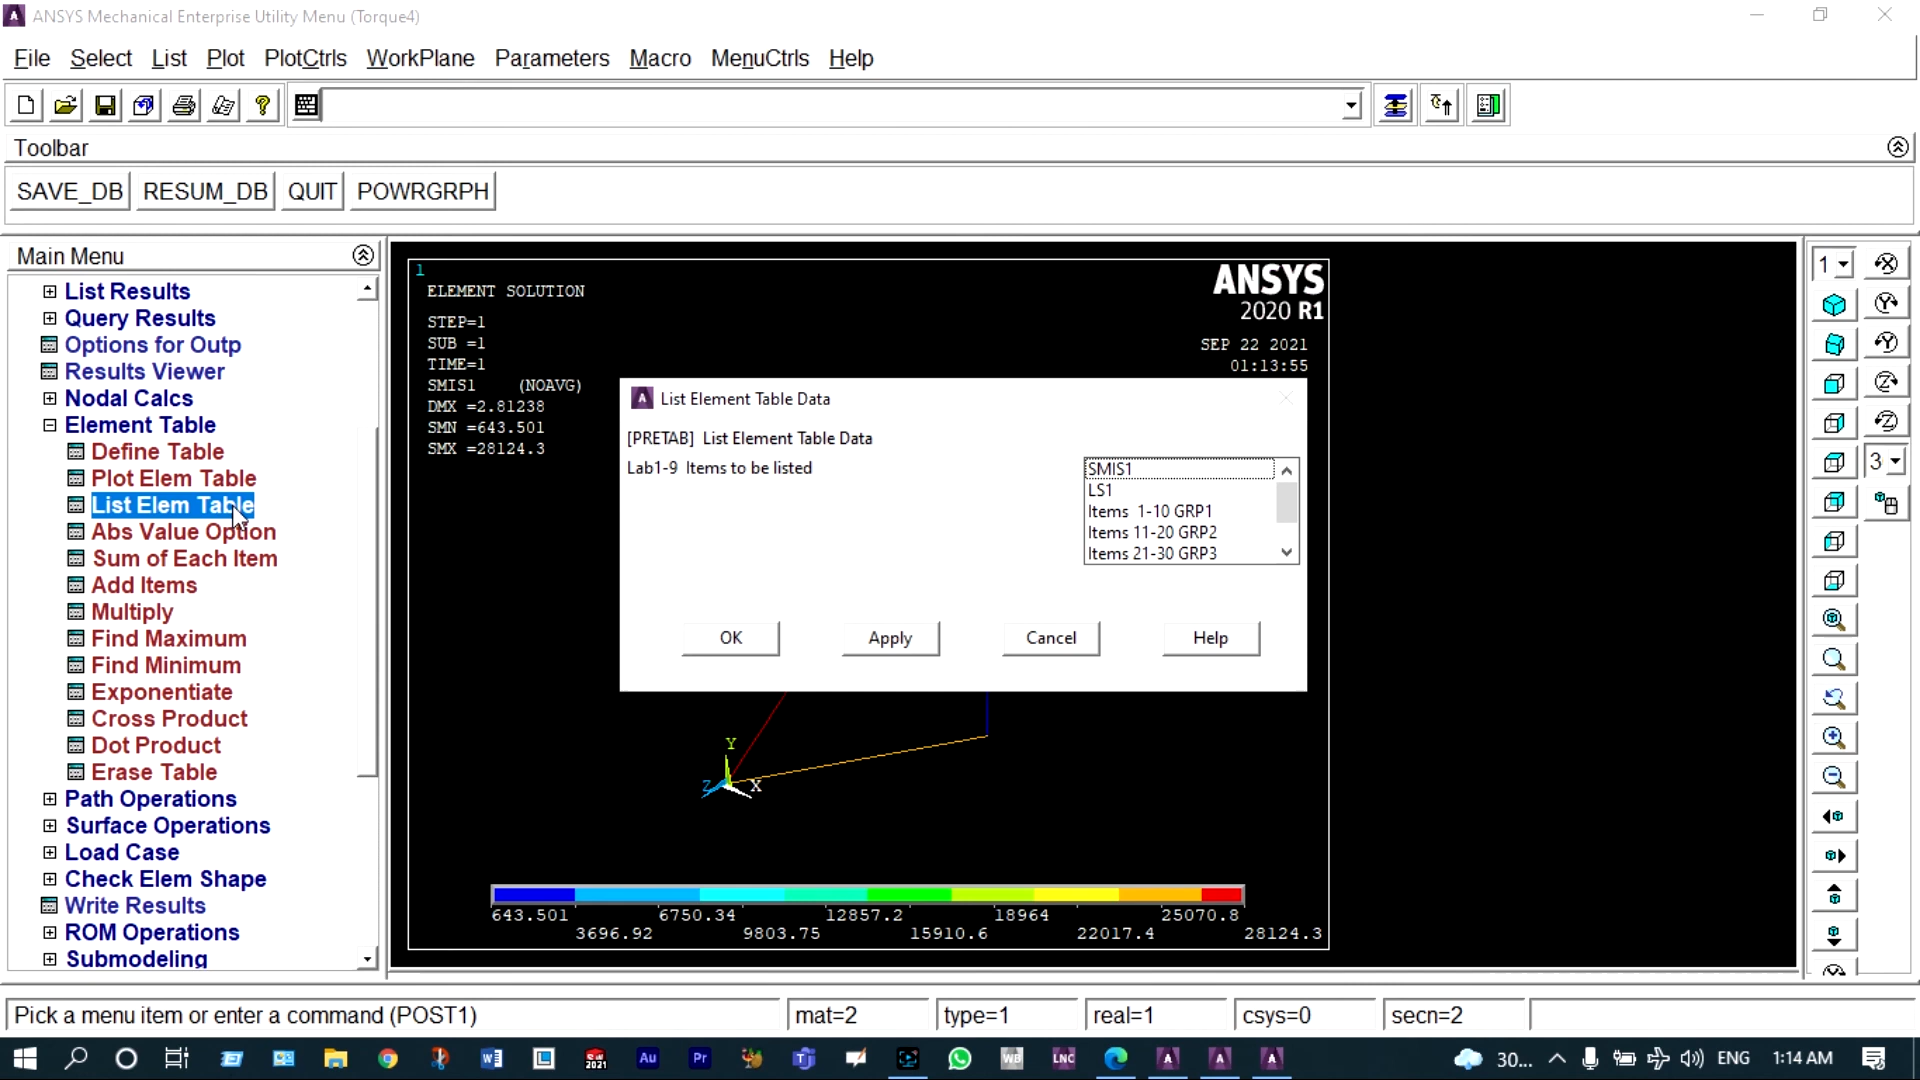 ANSYS Mechanical Enterprise Utility Menu (Torque4)
File Select List Plot PlotCtrls WorkPlane Parameters Macro MenuCtrls Help
Toolbar
SAVE_DB RESUM_DB QUIT POWRGRPH
Main Menu
List Results
Query Results
Options for Outp
Results Viewer
Nodal Calcs
Element Table
Define Table
Plot Elem Table
List Elem Table
Abs Value Option
Sum of Each Item
Add Items
Multiply
Find Maximum
Find Minimum
Exponentiate
Cross Product
Dot Product
Erase Table
Path Operations
Surface Operations
Load Case
Check Elem Shape
Write Results
ROM Operations
Submodeling
1
ELEMENT SOLUTION
STEP=1
SUB =1
TIME=1
SMIS1 (NOAVG)
DMX =2.81238
SMN =643.501
SMX =28124.3
ANSYS
2020 R1
SEP 22 2021
01:13:55
List Element Table Data
[PRETAB] List Element Table Data
Lab1-9 Items to be listed
SMIS1
LS1
Items 1-10 GRP1
Items 11-20 GRP2
Items 21-30 GRP3
OK Apply Cancel Help
Y
Z X
643.501 6750.34 12857.2 18964 25070.8
3696.92 9803.75 15910.6 22017.4 28124.3
1
3
Pick a menu item or enter a command (POST1) mat=2 type=1 real=1 csys=0 secn=2
2021 Au Pr WB LNC 30... ENG 1:14 AM